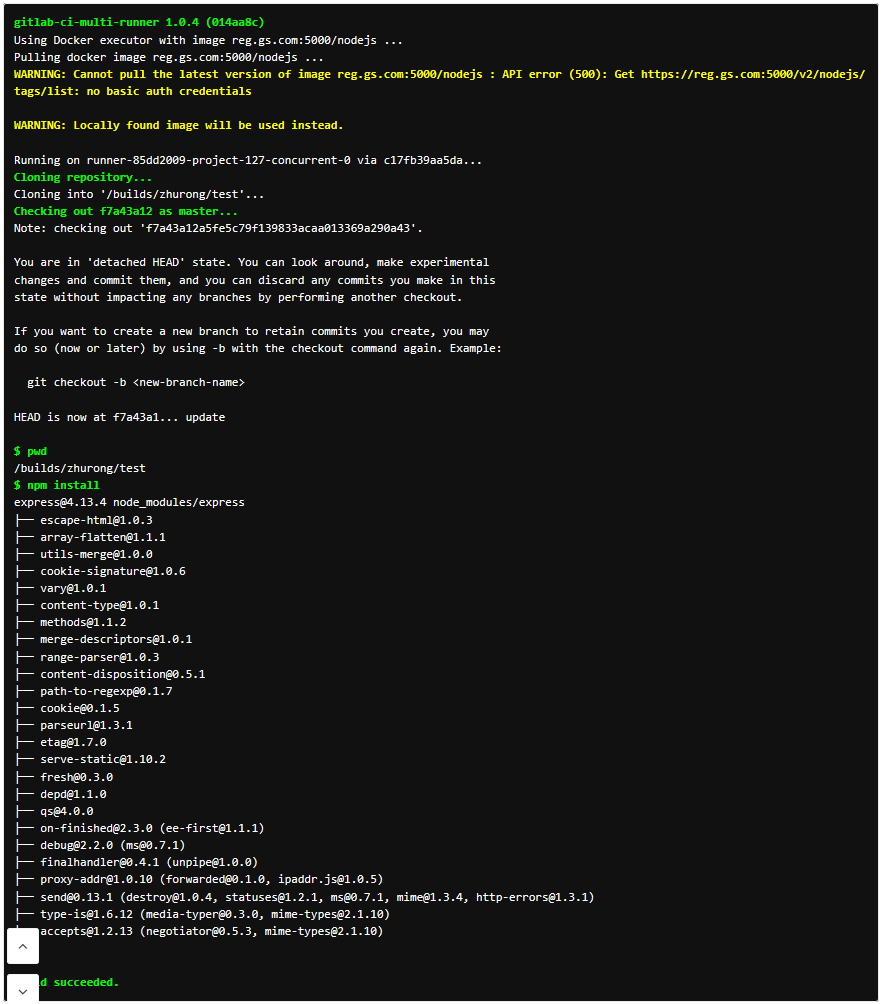 gitlab-ci-multi-runner 1.0.4 (014aa8c)
Using Docker executor with image reg.gs.com:5000/nodejs ...
Pulling docker image reg.gs.com:5000/nodejs ...
WARNING: Cannot pull the latest version of image reg.gs.com:5000/nodejs : API error (500): Get https://reg.gs.com:5000/v2/nodejs/
tags/list: no basic auth credentials
WARNING: Locally found image will be used instead.
Running on runner-85dd2009-project-127-concurrent-0 via c17fb39aa5da...
Cloning repository...
Cloning into '/builds/zhurong/test'...
Checking out f7a43a12 as master...
Note: checking out 'f7a43a12a5fe5c79f139833acaa013369a290a43'.
You are in 'detached HEAD' state. You can look around, make experimental
changes and commit them, and you can discard any commits you make in this
state without impacting any branches by performing another checkout.
If you want to create a new branch to retain commits you create, you may
do so (now or later) by using -b with the checkout command again. Example:
git checkout -b <new-branch-name>
HEAD is now at f7a43a1... update
$ pwd
/builds/zhurong/test
$ npm install
express@4.13.4 node_modules/express
├── escape-html@1.0.3
├── array-flatten@1.1.1
├── utils-merge@1.0.0
├── cookie-signature@1.0.6
├── vary@1.0.1
├── content-type@1.0.1
├── methods@1.1.2
├── merge-descriptors@1.0.1
├── range-parser@1.0.3
├── content-disposition@0.5.1
├── path-to-regexp@0.1.7
├── cookie@0.1.5
├── parseurl@1.3.1
├── etag@1.7.0
├── serve-static@1.10.2
├── fresh@0.3.0
├── depd@1.1.0
├── qs@4.0.0
├── on-finished@2.3.0 (ee-first@1.1.1)
├── debug@2.2.0 (ms@0.7.1)
├── finalhandler@0.4.1 (unpipe@1.0.0)
├── proxy-addr@1.0.10 (forwarded@0.1.0, ipaddr.js@1.0.5)
├── send@0.13.1 (destroy@1.0.4, statuses@1.2.1, ms@0.7.1, mime@1.3.4, http-errors@1.3.1)
├── type-is@1.6.12 (media-typer@0.3.0, mime-types@2.1.10)
accepts@1.2.13 (negotiator@0.5.3, mime-types@2.1.10)
succeeded.